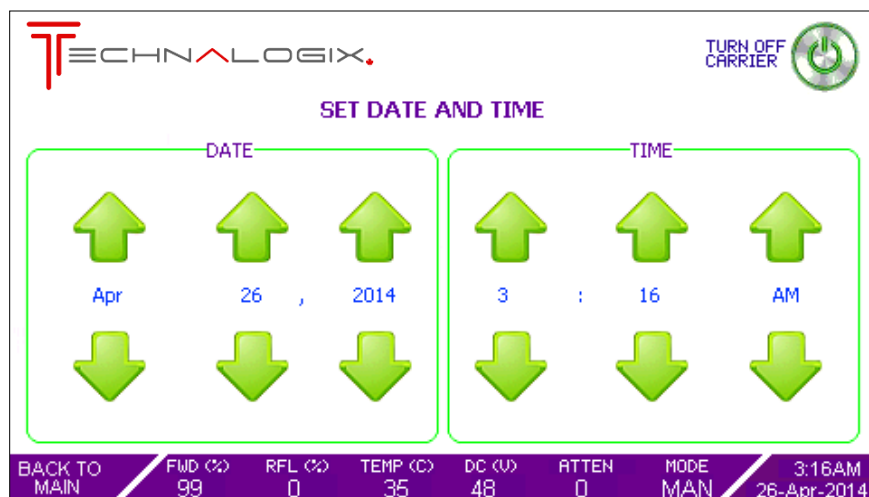 TECHNALOGIX.
TURN OFF
CARRIER
SET DATE AND TIME
DATE
TIME
Apr 26 , 2014
3 : 16 AM
BACK TO
MAIN
FWD (%) RFL (%) TEMP (C) DC (V) ATTEN MODE
99 0 35 48 0 MAN
3:16AM
26-Apr-2014